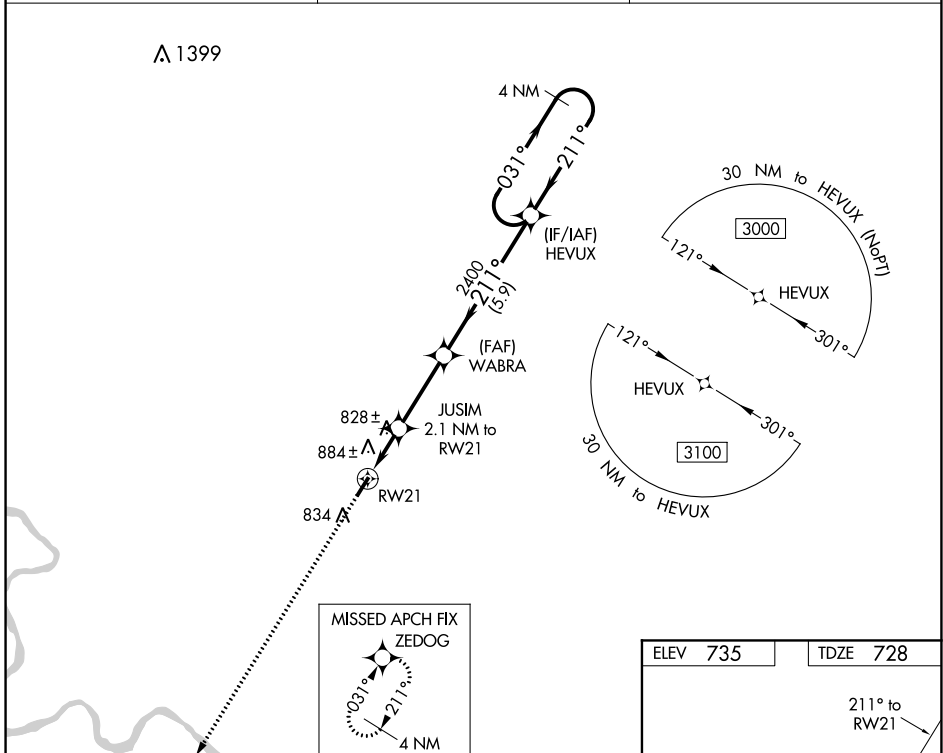 1399
4 NM
031°
211°
(IF/IAF)
HEVUX
30 NM to HEVUX (NoPT)
3000
121°
HEVUX
301°
2400
211°
(5.9)
(FAF)
WABRA
121°
HEVUX
301°
3100
30 NM to HEVUX
828±
JUSIM
2.1 NM to
RW21
884±
RW21
834
MISSED APCH FIX
ZEDOG
031°
211°
4 NM
ELEV 735
TDZE 728
211° to
RW21